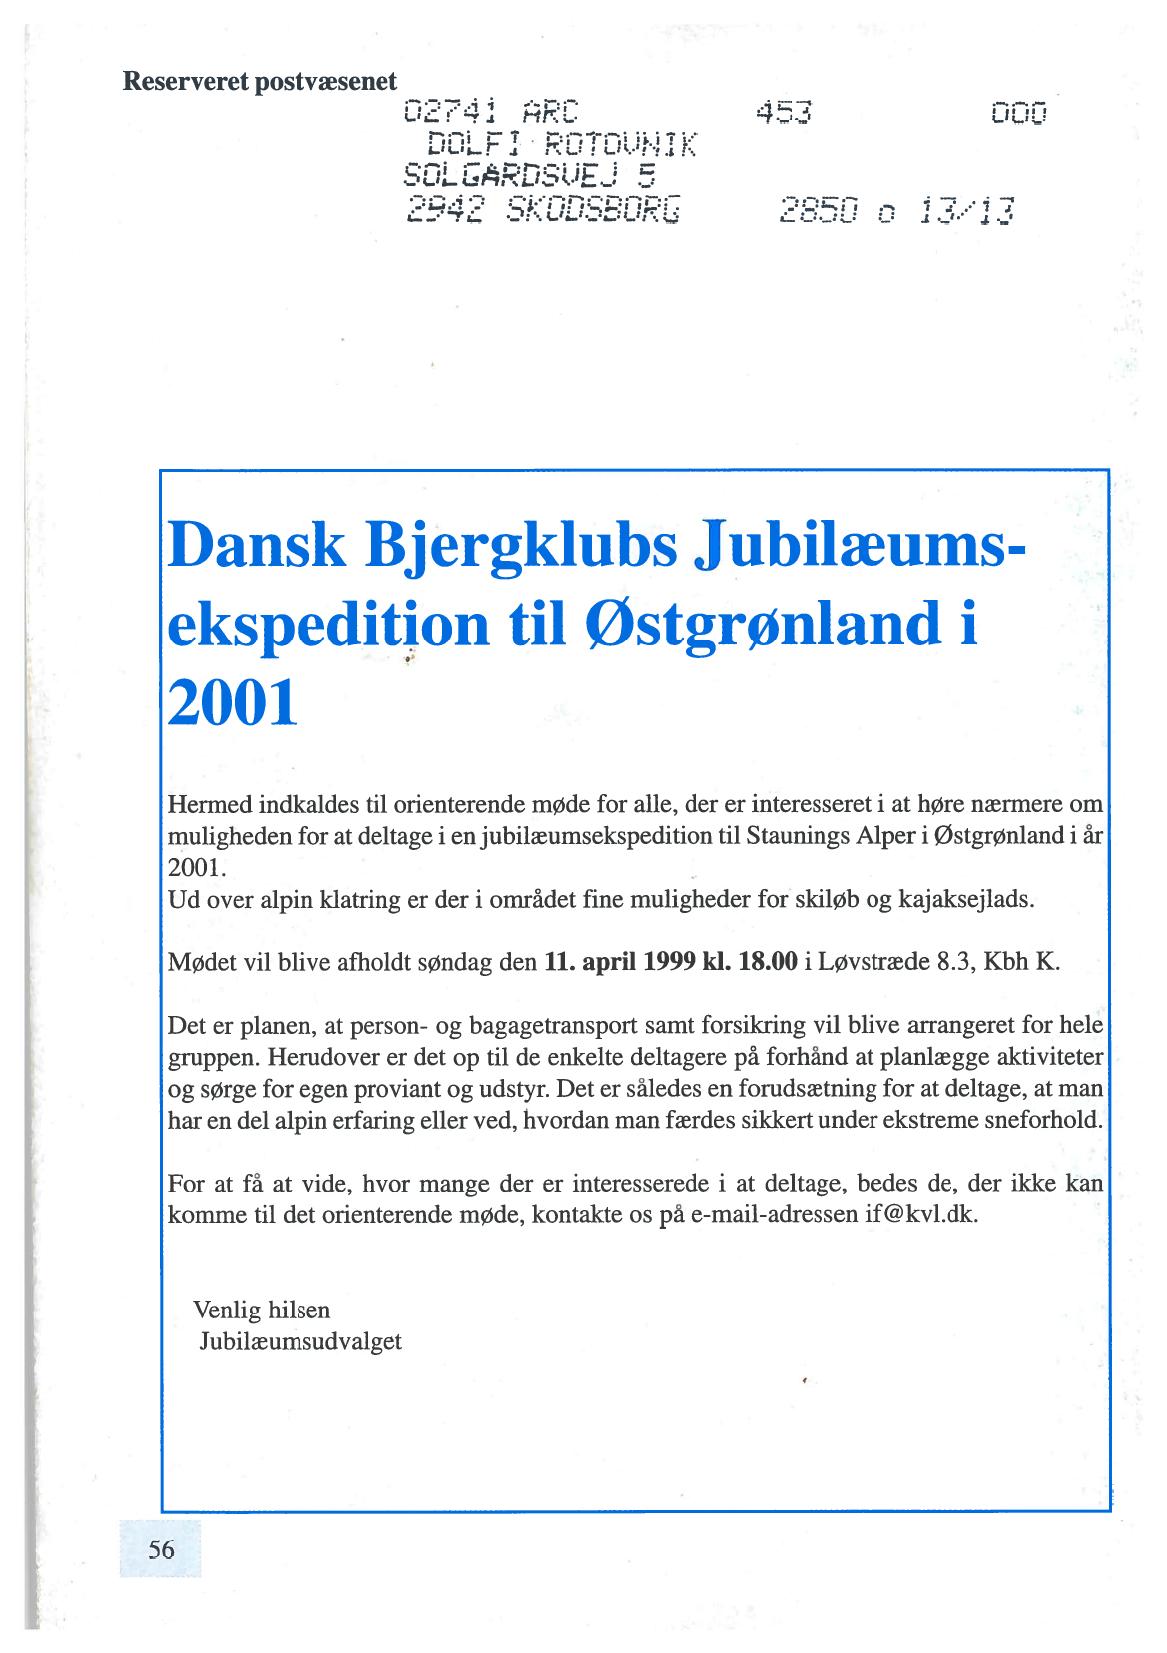 Reserveret postvæsenet
02741 ARC 453 000
DOLFI ROTOVNIK
SOLGÅRDSVEJ 5
2942 SKODSBORG 2850 o 13/13
Dansk Bjergklubs Jubilæums-
ekspedition til Østgrønland i
2001
Hermed indkaldes til orienterende møde for alle, der er interesseret i at høre nærmere om
muligheden for at deltage i en jubilæumsekspedition til Staunings Alper i Østgrønland i år
2001.
Ud over alpin klatring er der i området fine muligheder for skiløb og kajaksejlads.
Mødet vil blive afholdt søndag den 11. april 1999 kl. 18.00 i Løvstræde 8.3, Kbh K.
Det er planen, at person- og bagagetransport samt forsikring vil blive arrangeret for hele
gruppen. Herudover er det op til de enkelte deltagere på forhånd at planlægge aktiviteter
og sørge for egen proviant og udstyr. Det er således en forudsætning for at deltage, at man
har en del alpin erfaring eller ved, hvordan man færdes sikkert under ekstreme sneforhold.
For at få at vide, hvor mange der er interesserede i at deltage, bedes de, der ikke kan
komme til det orienterende møde, kontakte os på e-mail-adressen if@kvl.dk.
Venlig hilsen
Jubilæumsudvalget
56